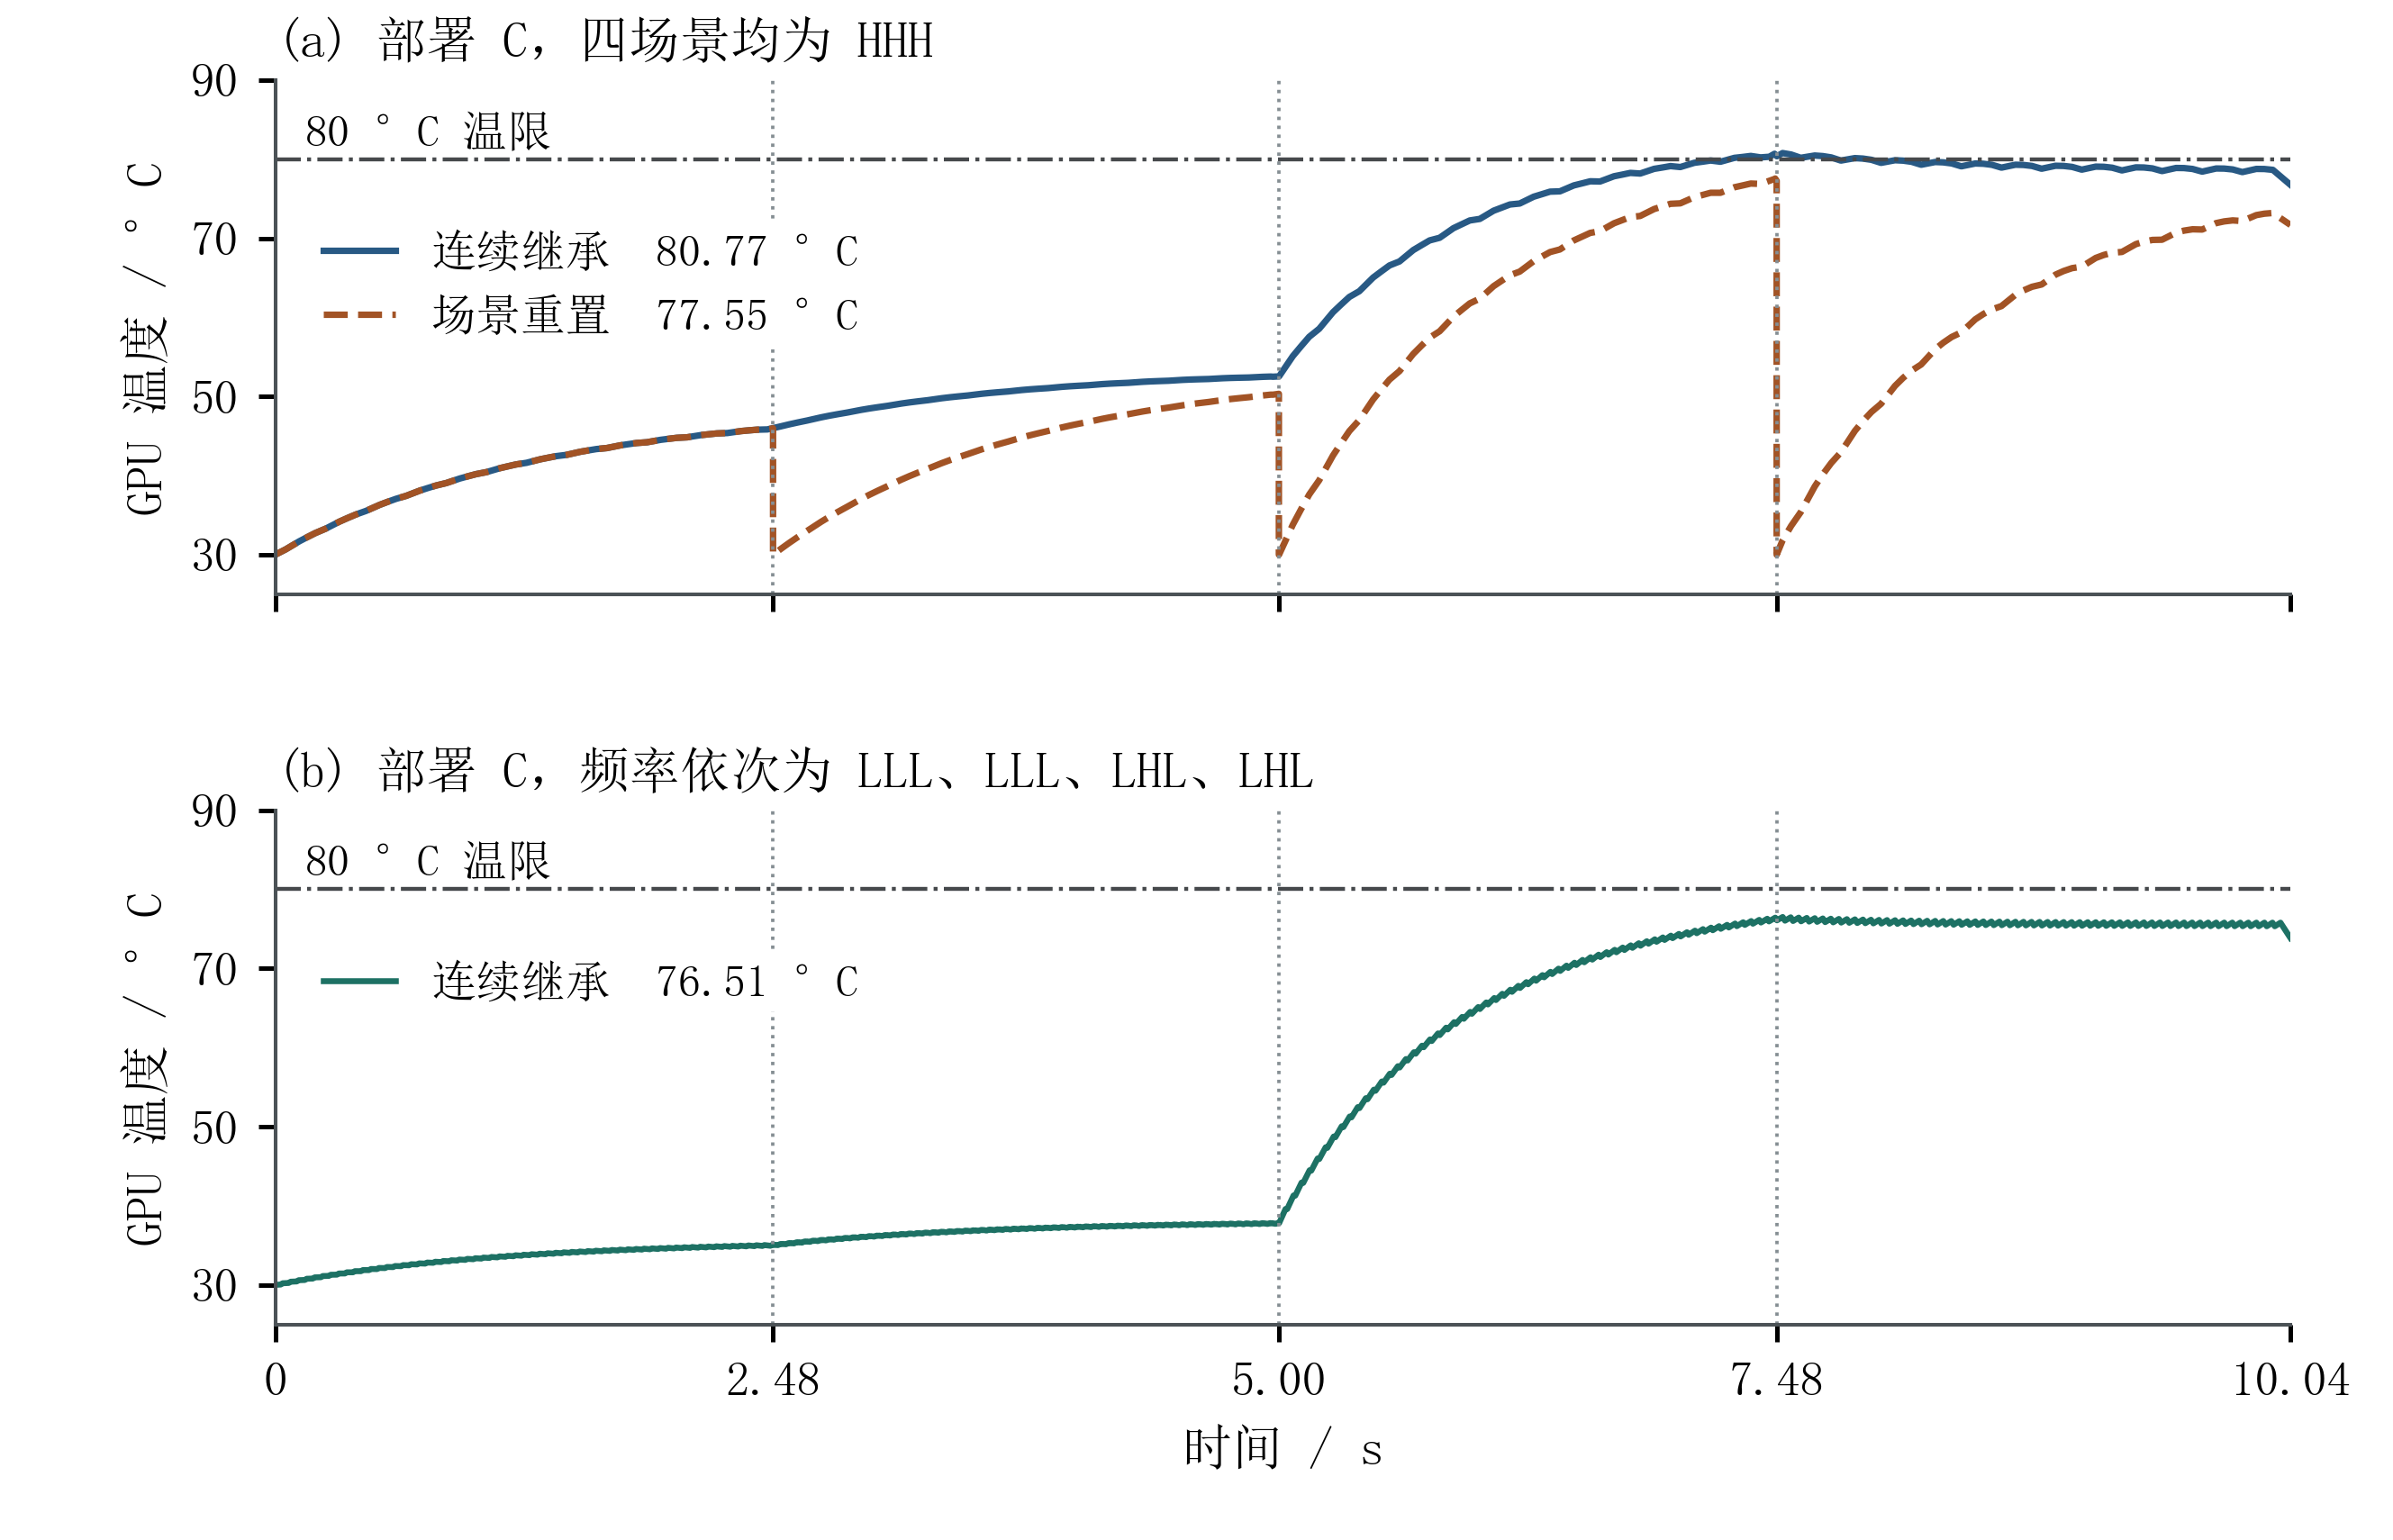 (a) 部署 C，四场景均为 HHH
90
80 °C 温限
70
连续继承 80.77 °C
场景重置 77.55 °C
50
30
GPU 温度 / °C
(b) 部署 C，频率依次为 LLL、LLL、LHL、LHL
90
80 °C 温限
70
连续继承 76.51 °C
50
30
GPU 温度 / °C
0 2.48 5.00 7.48 10.04
时间 / s